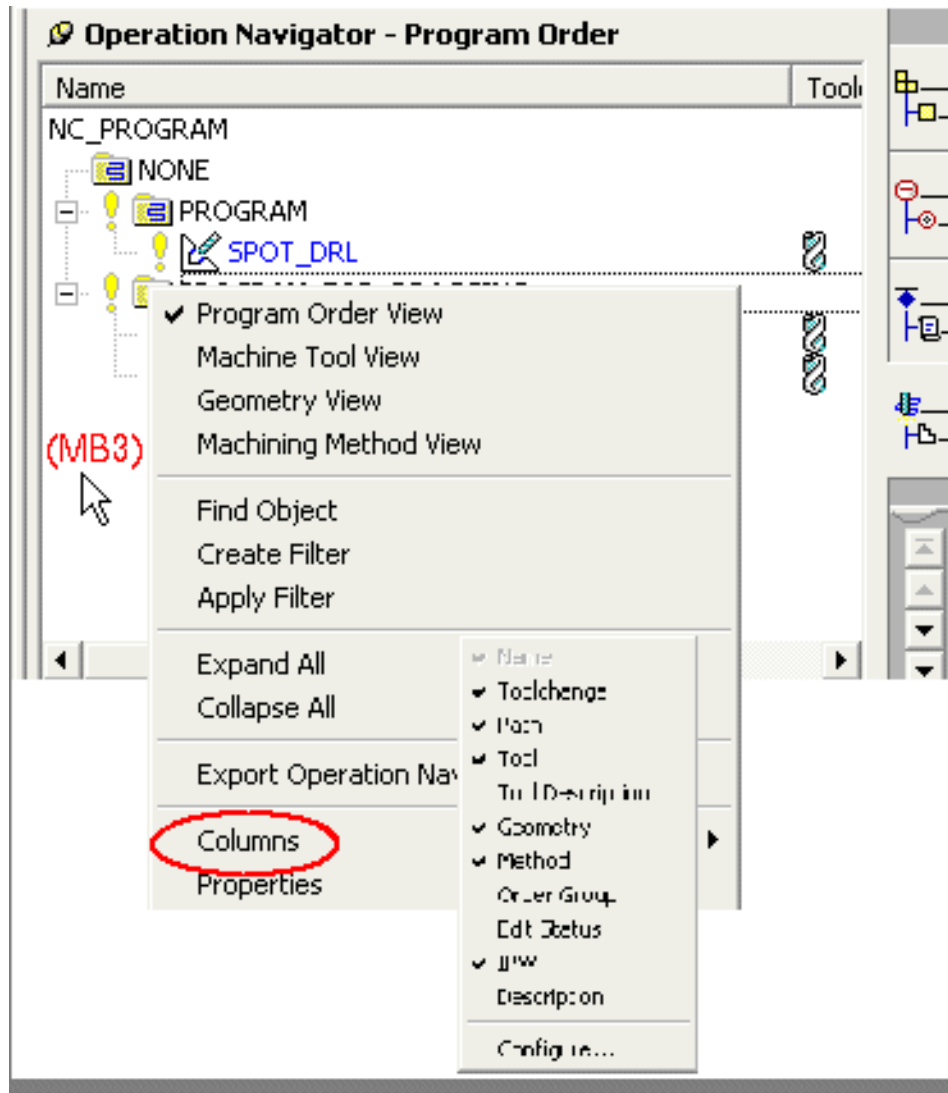 Operation Navigator - Program Order
Name
Tool
NC_PROGRAM
NONE
PROGRAM
SPOT_DRL
Program Order View
Machine Tool View
Geometry View
Machining Method View
(MB3)
Find Object
Create Filter
Apply Filter
Expand All
Collapse All
Export Operation Nav
Columns
Properties
Name
Toolchange
Path
Tool
Tool Description
Geometry
Method
Order Group
Edit Status
IPW
Description
Configure...